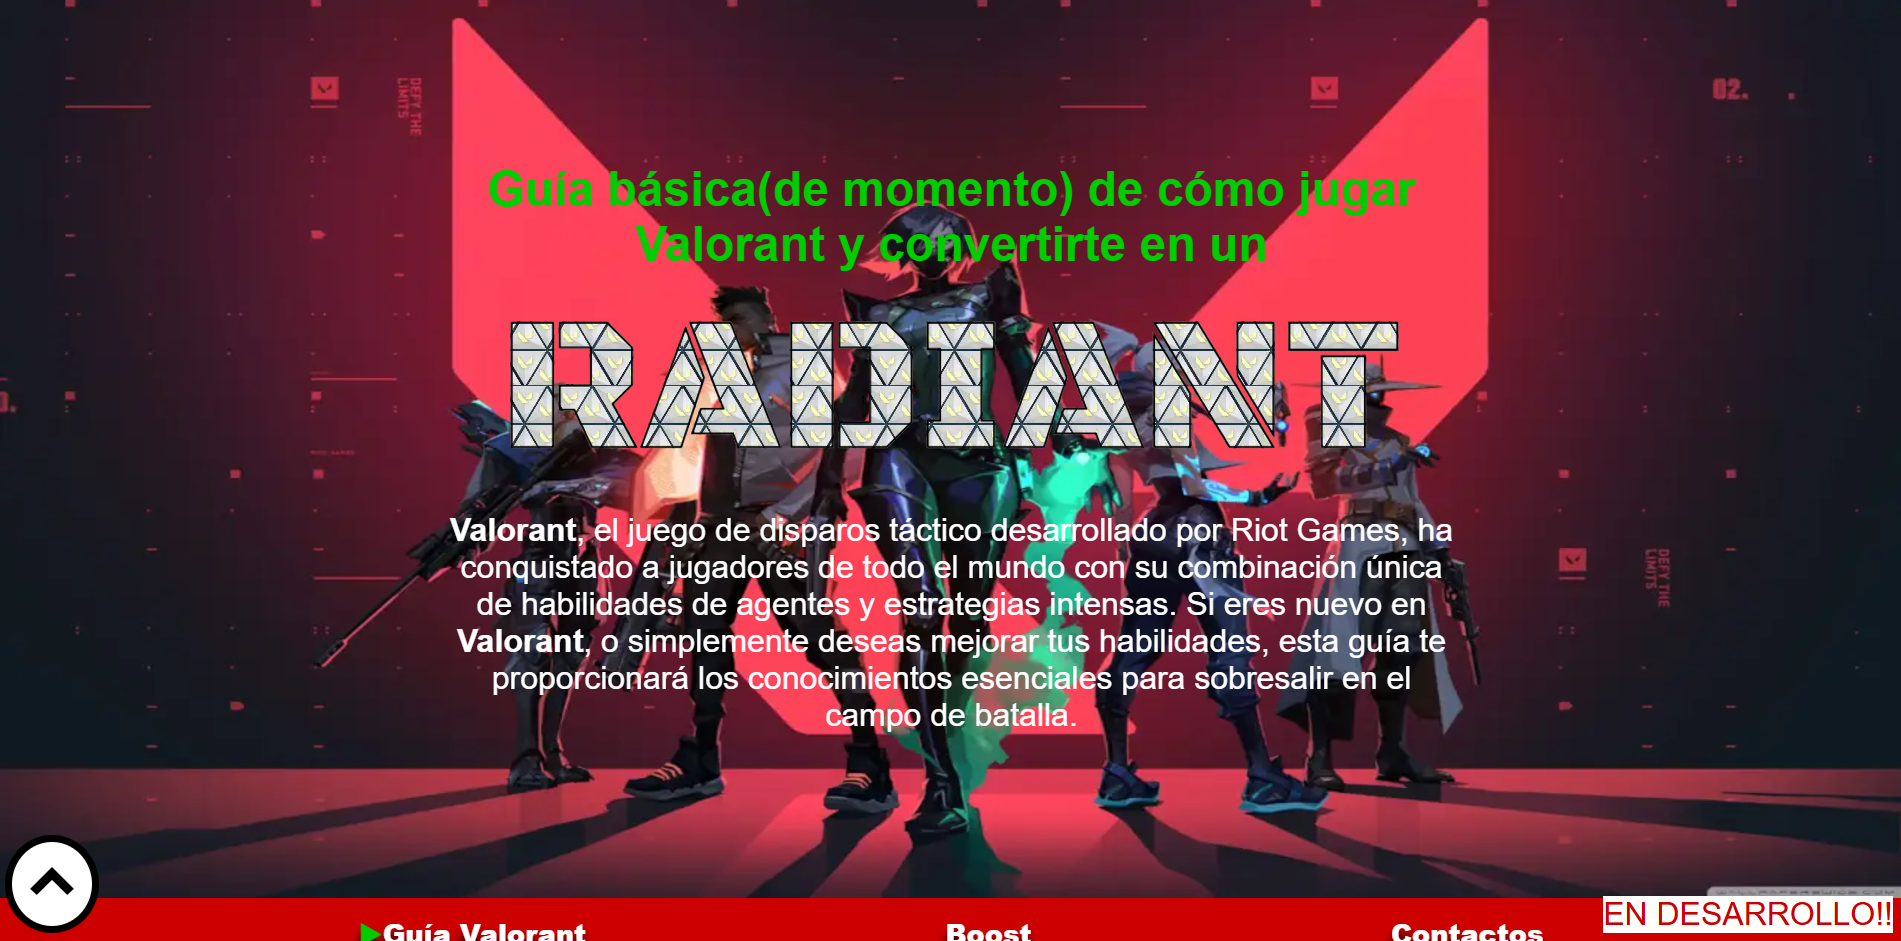 DEFY THE
LIMITS
02.
Guía básica(de momento) de cómo jugar
Valorant y convertirte en un
RADIANT
Valorant, el juego de disparos táctico desarrollado por Riot Games, ha
conquistado a jugadores de todo el mundo con su combinación única
de habilidades de agentes y estrategias intensas. Si eres nuevo en
Valorant, o simplemente deseas mejorar tus habilidades, esta guía te
proporcionará los conocimientos esenciales para sobresalir en el
campo de batalla.
DEFY THE
LIMITS
EN DESARROLLO!!
Guía Valorant
Boost
Contactos